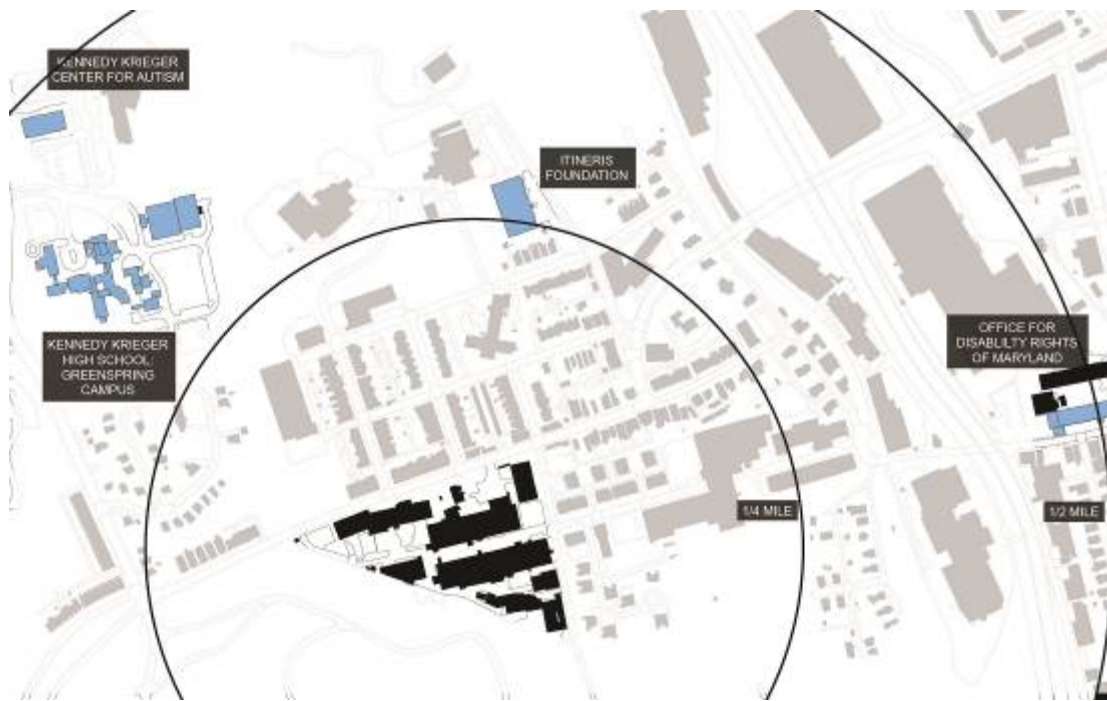 KENNEDY KRIEGER
CENTER FOR AUTISM
ITINERIS
FOUNDATION
KENNEDY KRIEGER
HIGH SCHOOL:
GREENSPRING
CAMPUS
OFFICE FOR
DISABLILTY RIGHTS
OF MARYLAND
1/4 MILE
1/2 MILE